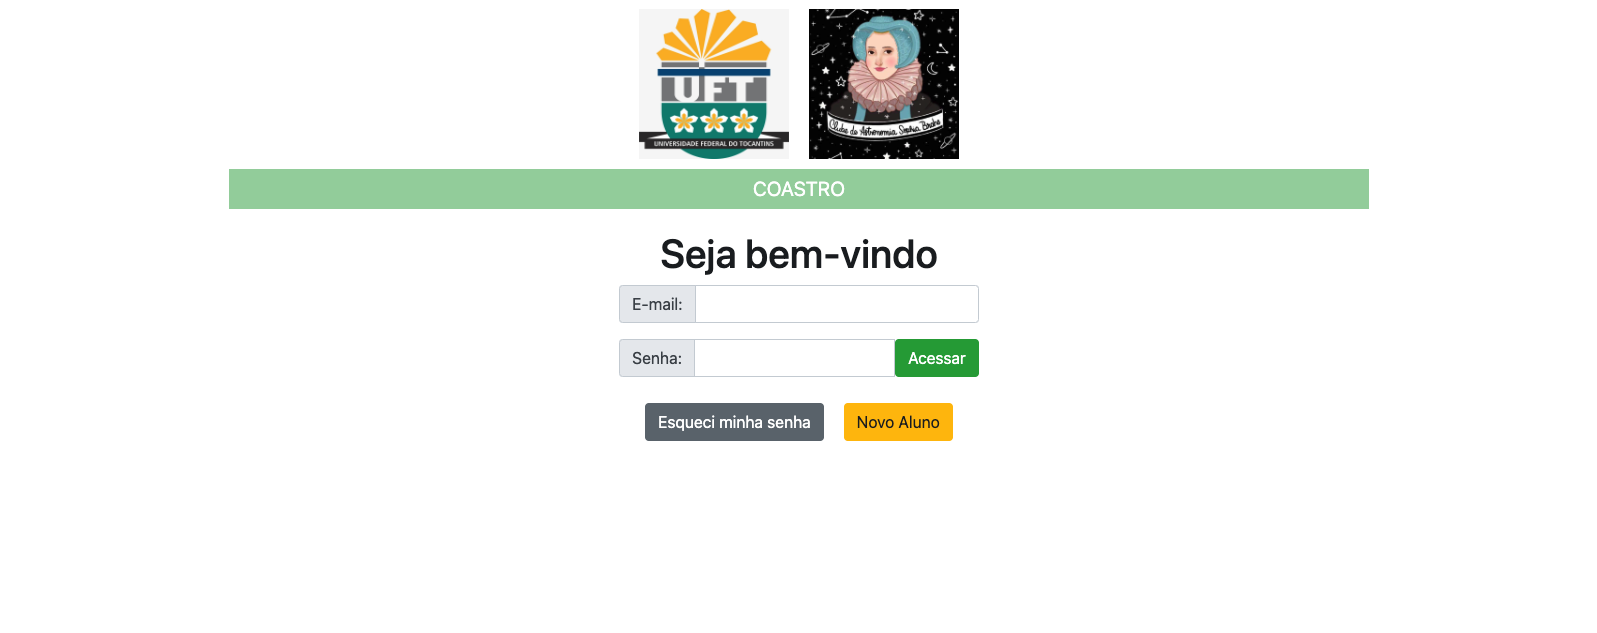 UFT
UNIVERSIDADE FEDERAL DO TOCANTINS
Clube de Astronomia Sophia Brahe
COASTRO
Seja bem-vindo
E-mail:
Senha:
Acessar
Esqueci minha senha
Novo Aluno